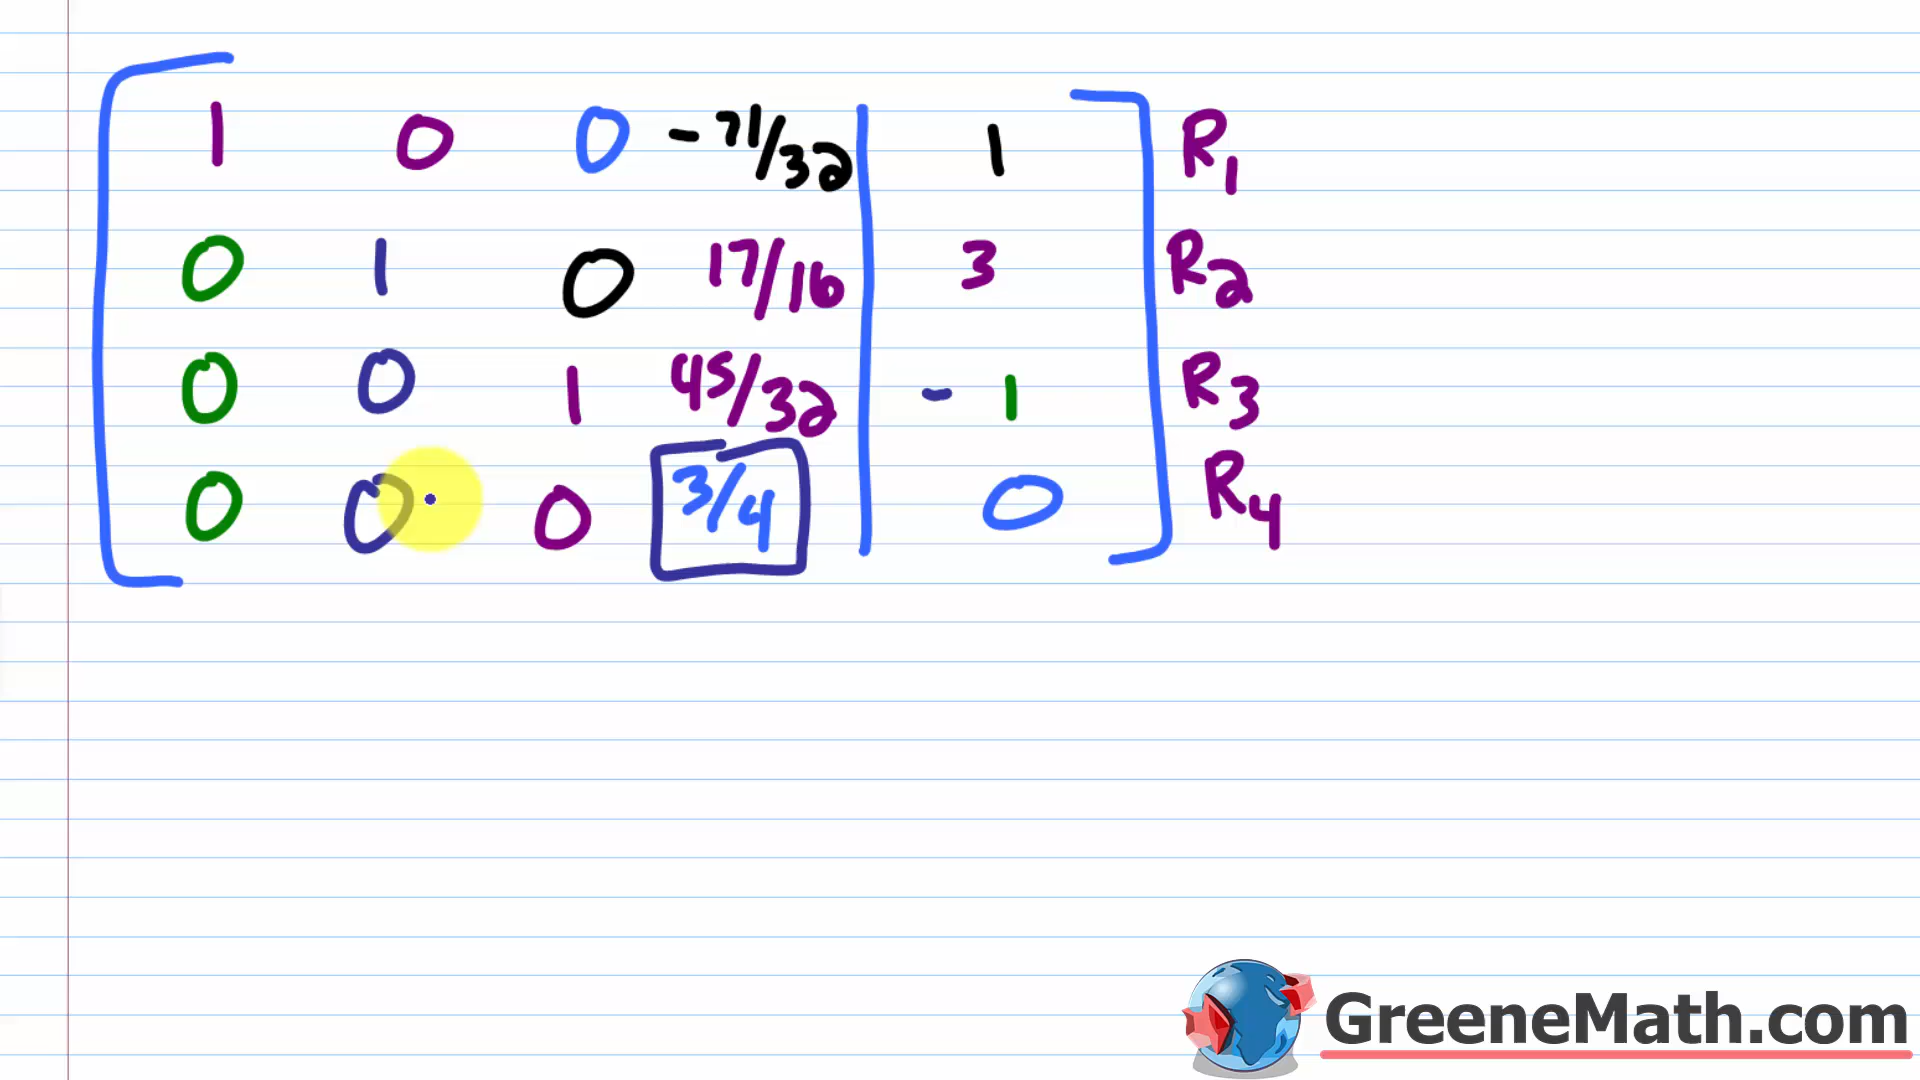 1 0 0 -71/32 | 1 R1
0 1 0 17/16 | 3 R2
0 0 1 45/32 | -1 R3
0 0 0 3/4 | 0 R4
GreeneMath.com